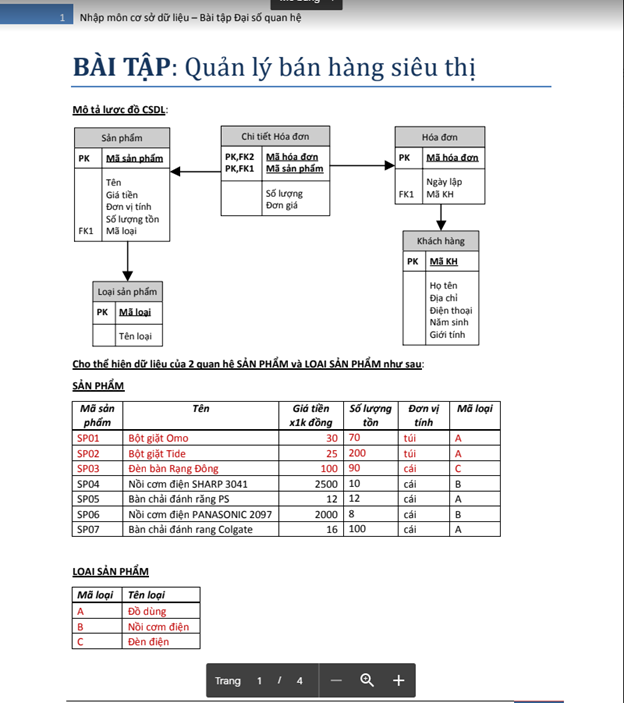 1 Nhập môn cơ sở dữ liệu – Bài tập Đại số quan hệ
BÀI TẬP: Quản lý bán hàng siêu thị
Mô tả lược đồ CSDL:
Sản phẩm
PK Mã sản phẩm
Tên
Giá tiền
Đơn vị tính
Số lượng tồn
FK1 Mã loại
Chi tiết Hóa đơn
PK,FK2 Mã hóa đơn
PK,FK1 Mã sản phẩm
Số lượng
Đơn giá
Hóa đơn
PK Mã hóa đơn
Ngày lập
FK1 Mã KH
Loại sản phẩm
PK Mã loại
Tên loại
Khách hàng
PK Mã KH
Họ tên
Địa chỉ
Điện thoại
Năm sinh
Giới tính
Cho thể hiện dữ liệu của 2 quan hệ SẢN PHẨM và LOẠI SẢN PHẨM như sau:
SẢN PHẨM
Mã sản phẩm Tên Giá tiền x1k đồng Số lượng tồn Đơn vị tính Mã loại
SP01 Bột giặt Omo 30 70 túi A
SP02 Bột giặt Tide 25 200 túi A
SP03 Đèn bàn Rạng Đông 100 90 cái C
SP04 Nồi cơm điện SHARP 3041 2500 10 cái B
SP05 Bàn chải đánh răng PS 12 12 cái A
SP06 Nồi cơm điện PANASONIC 2097 2000 8 cái B
SP07 Bàn chải đánh rang Colgate 16 100 cái A
LOẠI SẢN PHẨM
Mã loại Tên loại
A Đồ dùng
B Nồi cơm điện
C Đèn điện
Trang 1 / 4